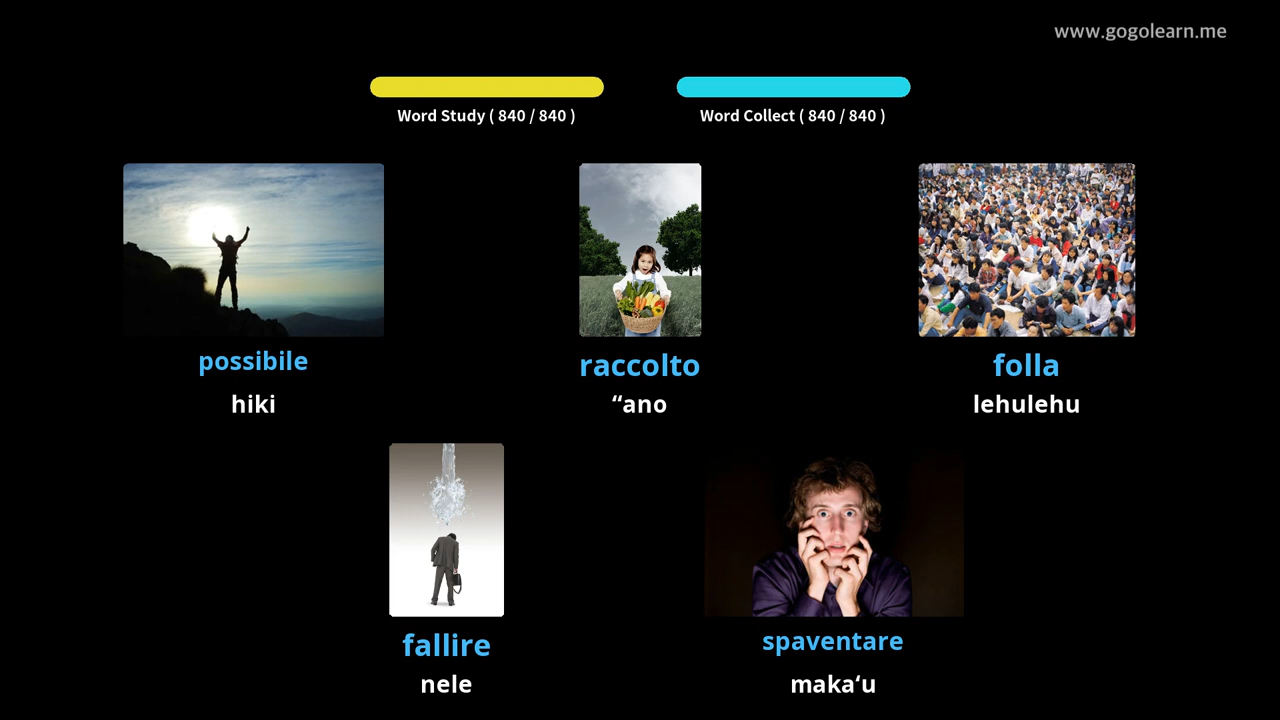 www.gogolearn.me
Word Study ( 840 / 840 )
Word Collect ( 840 / 840 )
possibile
hiki
raccolto
“ano
folla
lehulehu
fallire
nele
spaventare
maka‘u